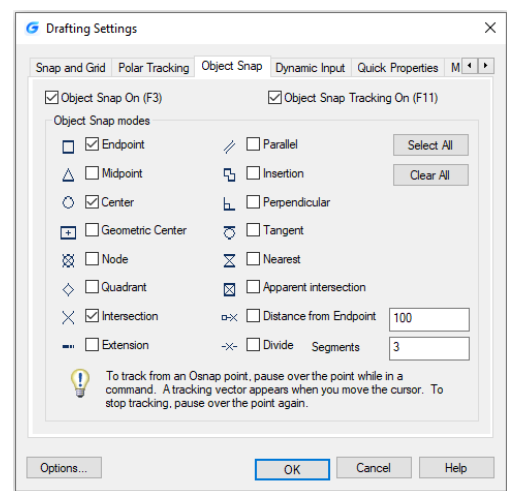 Drafting Settings
Snap and Grid Polar Tracking Object Snap Dynamic Input Quick Properties M
Object Snap On (F3) Object Snap Tracking On (F11)
Object Snap modes
Endpoint Parallel Select All
Midpoint Insertion Clear All
Center Perpendicular
Geometric Center Tangent
Node Nearest
Quadrant Apparent intersection
Intersection Distance from Endpoint 100
Extension Divide Segments 3
To track from an Osnap point, pause over the point while in a
command. A tracking vector appears when you move the cursor. To
stop tracking, pause over the point again.
Options... OK Cancel Help